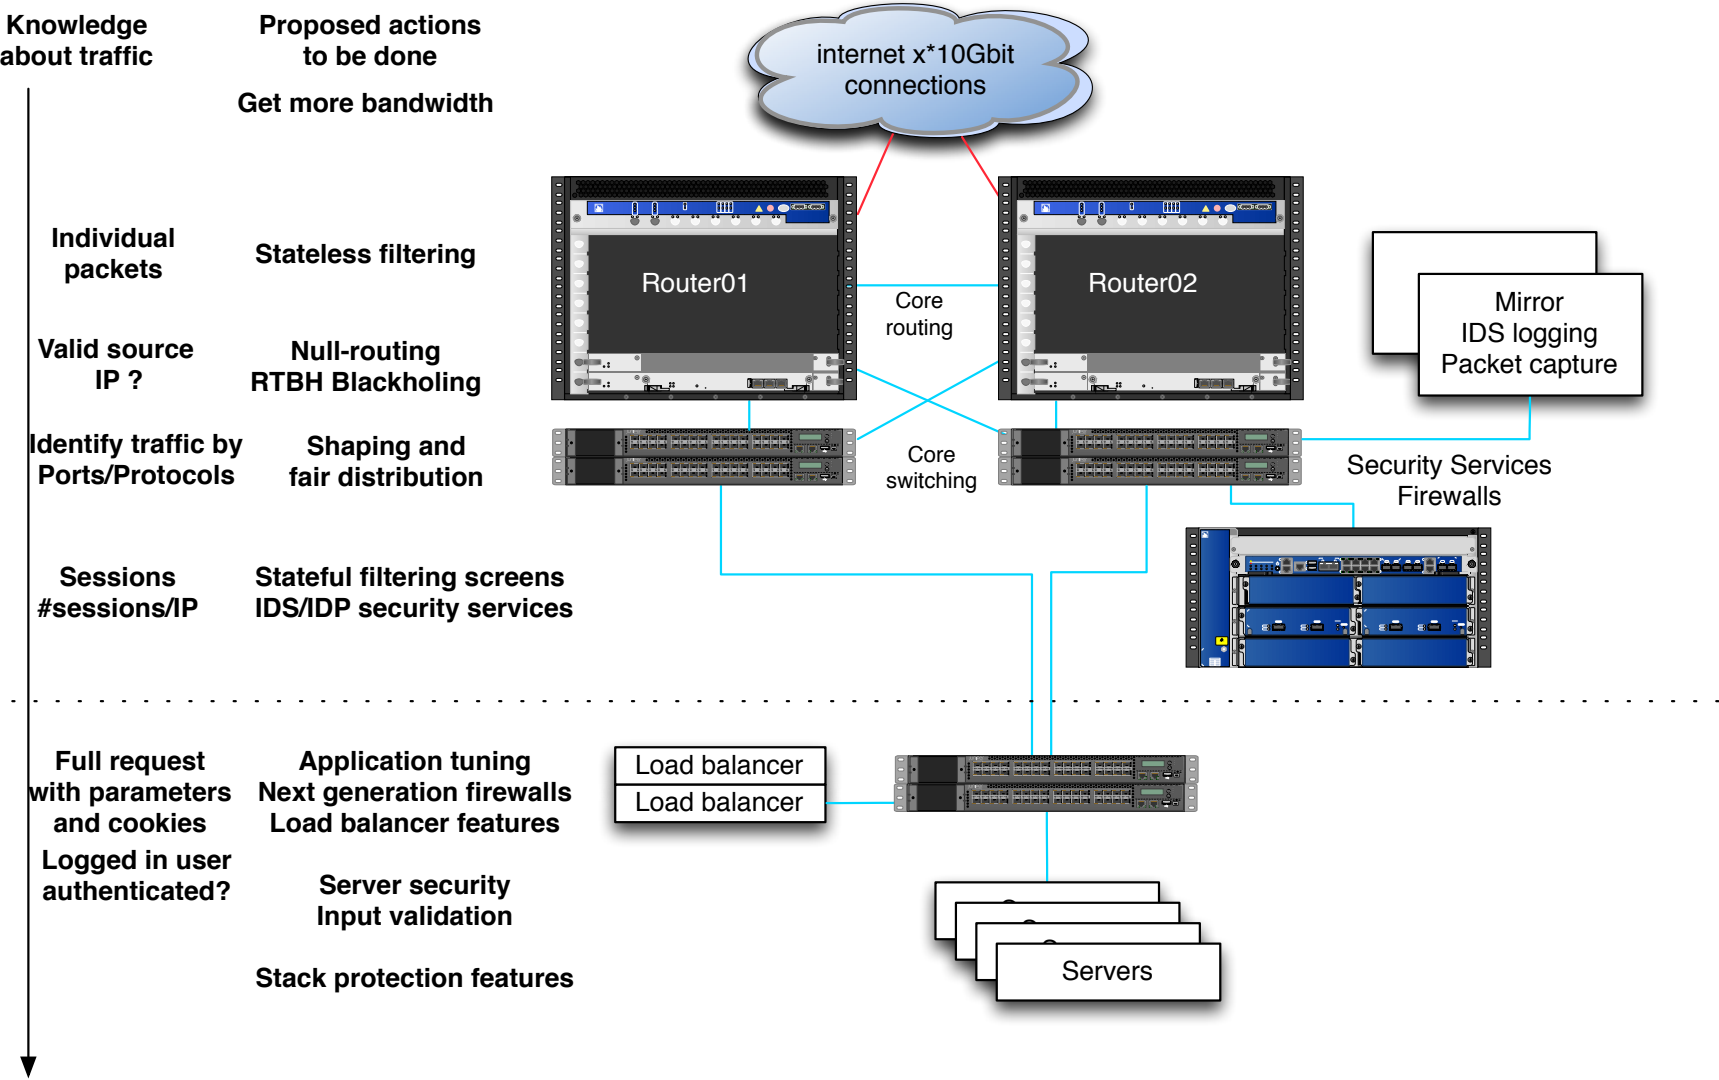 Knowledge
about traffic
Proposed actions
to be done
Get more bandwidth
internet x*10Gbit
connections
Individual
packets
Stateless filtering
Router01
Router02
Core
routing
Mirror
IDS logging
Packet capture
Valid source
IP ?
Null-routing
RTBH Blackholing
Identify traffic by
Ports/Protocols
Shaping and
fair distribution
Core
switching
Security Services
Firewalls
Sessions
#sessions/IP
Stateful filtering screens
IDS/IDP security services
Full request
with parameters
and cookies
Application tuning
Next generation firewalls
Load balancer features
Load balancer
Load balancer
Logged in user
authenticated?
Server security
Input validation
Stack protection features
Servers